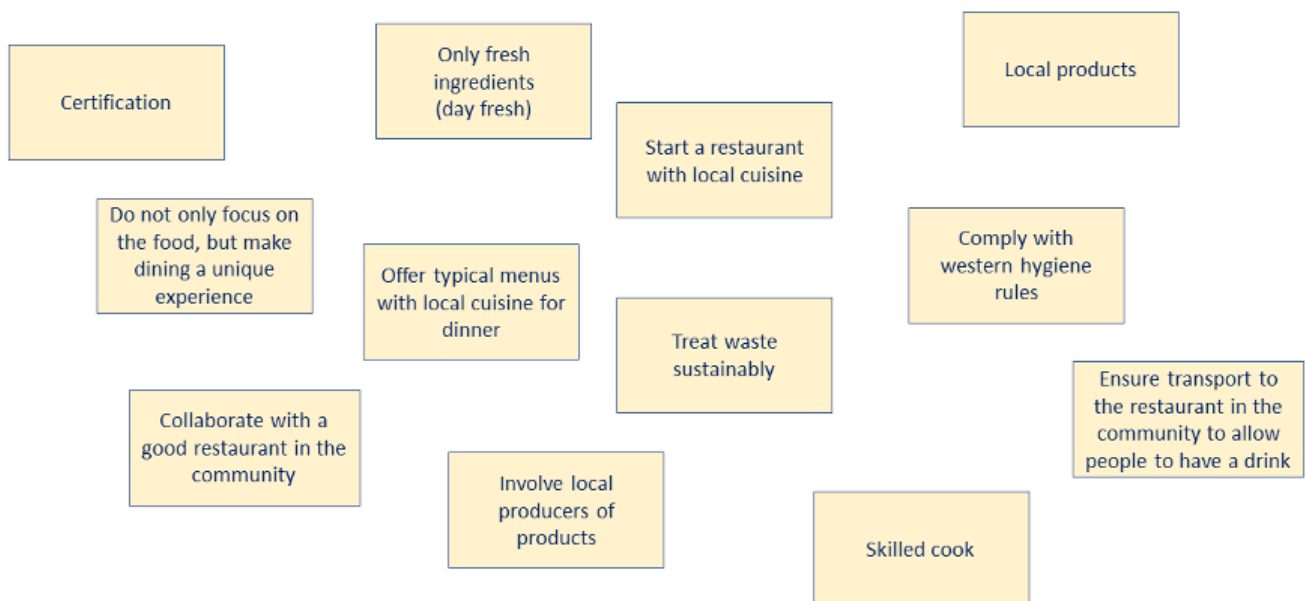 Certification
Only fresh
ingredients
(day fresh)
Local products
Start a restaurant
with local cuisine
Do not only focus on
the food, but make
dining a unique
experience
Offer typical menus
with local cuisine for
dinner
Comply with
western hygiene
rules
Treat waste
sustainably
Ensure transport to
the restaurant in the
community to allow
people to have a drink
Collaborate with a
good restaurant in the
community
Involve local
producers of
products
Skilled cook